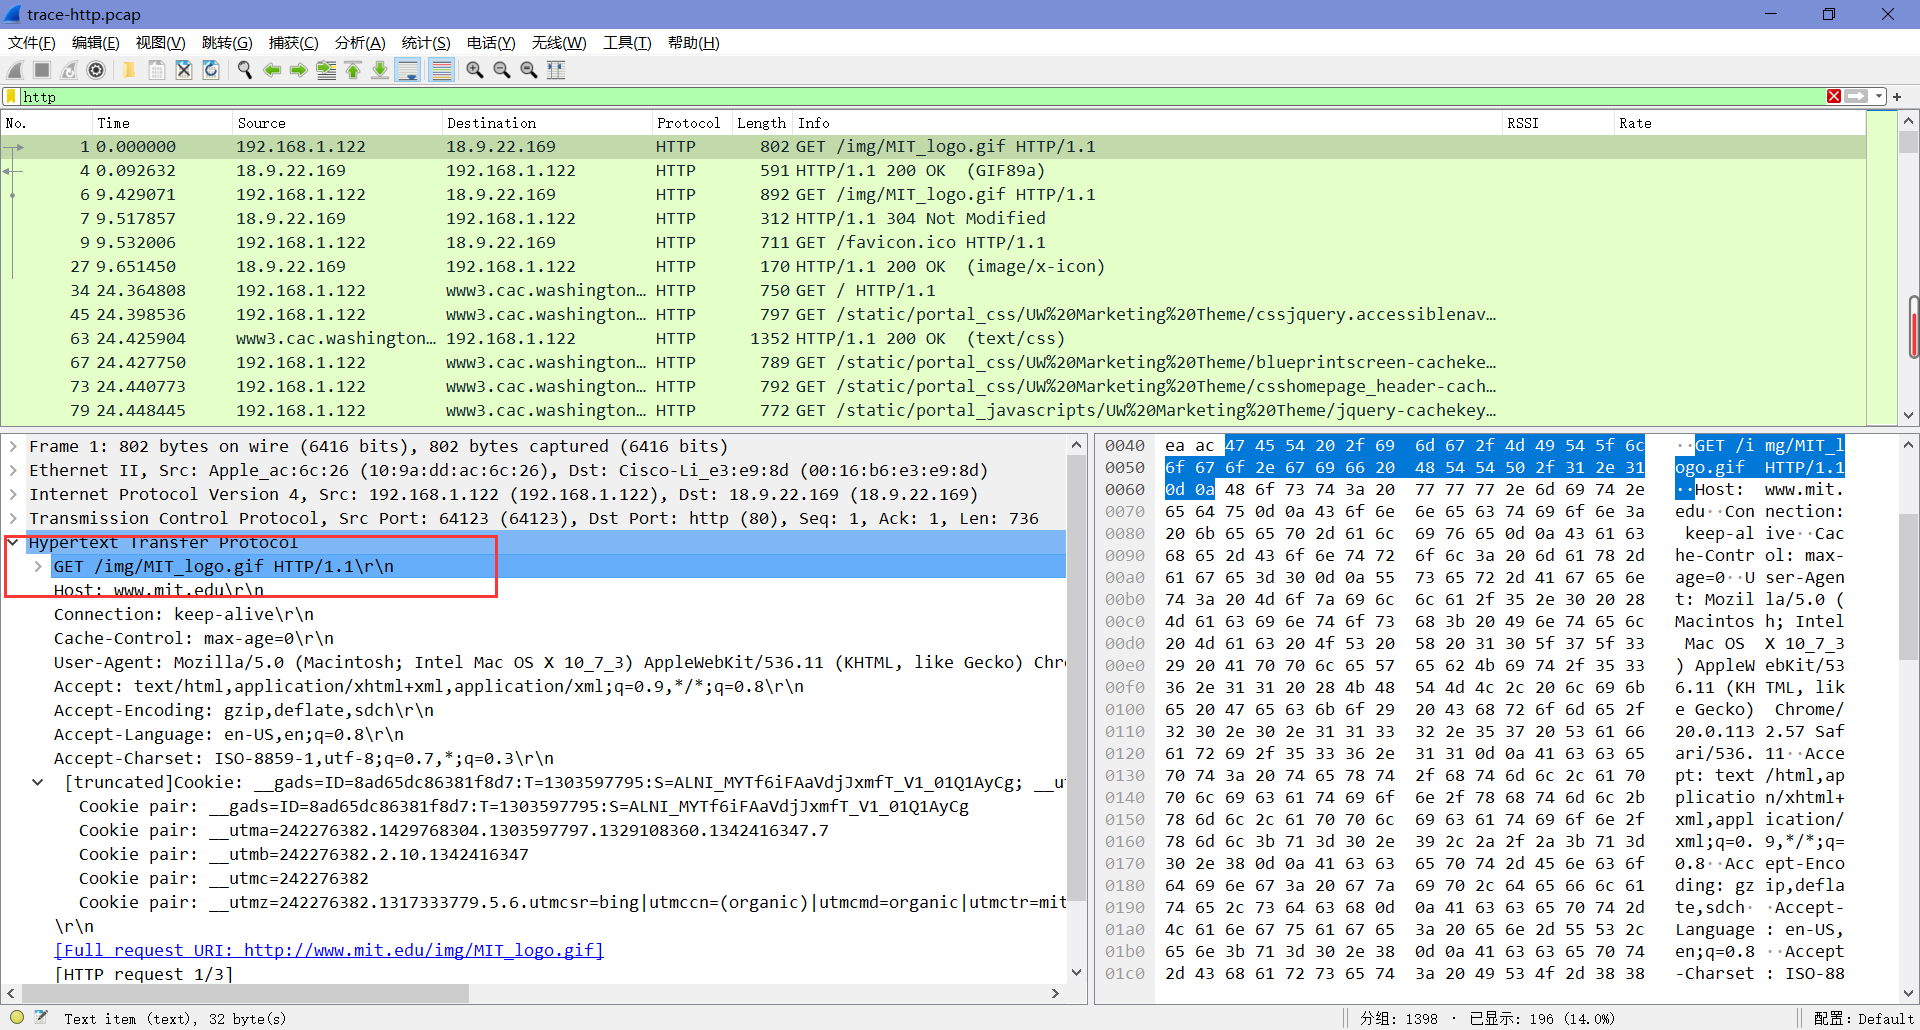 trace-http.pcap
文件(F) 编辑(E) 视图(V) 跳转(G) 捕获(C) 分析(A) 统计(S) 电话(Y) 无线(W) 工具(T) 帮助(H)
http
No. Time Source Destination Protocol Length Info RSSI Rate
1 0.000000 192.168.1.122 18.9.22.169 HTTP 802 GET /img/MIT_logo.gif HTTP/1.1
4 0.092632 18.9.22.169 192.168.1.122 HTTP 591 HTTP/1.1 200 OK  (GIF89a)
6 9.429071 192.168.1.122 18.9.22.169 HTTP 892 GET /img/MIT_logo.gif HTTP/1.1
7 9.517857 18.9.22.169 192.168.1.122 HTTP 312 HTTP/1.1 304 Not Modified
9 9.532006 192.168.1.122 18.9.22.169 HTTP 711 GET /favicon.ico HTTP/1.1
27 9.651450 18.9.22.169 192.168.1.122 HTTP 170 HTTP/1.1 200 OK  (image/x-icon)
34 24.364808 192.168.1.122 www3.cac.washington… HTTP 750 GET / HTTP/1.1
45 24.398536 192.168.1.122 www3.cac.washington… HTTP 797 GET /static/portal_css/UW%20Marketing%20Theme/cssjquery.accessiblenav…
63 24.425904 www3.cac.washington… 192.168.1.122 HTTP 1352 HTTP/1.1 200 OK  (text/css)
67 24.427750 192.168.1.122 www3.cac.washington… HTTP 789 GET /static/portal_css/UW%20Marketing%20Theme/blueprintscreen-cacheke…
73 24.440773 192.168.1.122 www3.cac.washington… HTTP 792 GET /static/portal_css/UW%20Marketing%20Theme/csshomepage_header-cach…
79 24.448445 192.168.1.122 www3.cac.washington… HTTP 772 GET /static/portal_javascripts/UW%20Marketing%20Theme/jquery-cachekey…
Frame 1: 802 bytes on wire (6416 bits), 802 bytes captured (6416 bits)
Ethernet II, Src: Apple_ac:6c:26 (10:9a:dd:ac:6c:26), Dst: Cisco-Li_e3:e9:8d (00:16:b6:e3:e9:8d)
Internet Protocol Version 4, Src: 192.168.1.122 (192.168.1.122), Dst: 18.9.22.169 (18.9.22.169)
Transmission Control Protocol, Src Port: 64123 (64123), Dst Port: http (80), Seq: 1, Ack: 1, Len: 736
Hypertext Transfer Protocol
GET /img/MIT_logo.gif HTTP/1.1\r\n
Host: www.mit.edu\r\n
Connection: keep-alive\r\n
Cache-Control: max-age=0\r\n
User-Agent: Mozilla/5.0 (Macintosh; Intel Mac OS X 10_7_3) AppleWebKit/536.11 (KHTML, like Gecko) Chr
Accept: text/html,application/xhtml+xml,application/xml;q=0.9,*/*;q=0.8\r\n
Accept-Encoding: gzip,deflate,sdch\r\n
Accept-Language: en-US,en;q=0.8\r\n
Accept-Charset: ISO-8859-1,utf-8;q=0.7,*;q=0.3\r\n
[truncated]Cookie: __gads=ID=8ad65dc86381f8d7:T=1303597795:S=ALNI_MYTf6iFAaVdjJxmfT_V1_01Q1AyCg; __ut
Cookie pair: __gads=ID=8ad65dc86381f8d7:T=1303597795:S=ALNI_MYTf6iFAaVdjJxmfT_V1_01Q1AyCg
Cookie pair: __utma=242276382.1429768304.1303597797.1329108360.1342416347.7
Cookie pair: __utmb=242276382.2.10.1342416347
Cookie pair: __utmc=242276382
Cookie pair: __utmz=242276382.1317333779.5.6.utmcsr=bing|utmccn=(organic)|utmcmd=organic|utmctr=mit
\r\n
[Full request URI: http://www.mit.edu/img/MIT_logo.gif]
[HTTP request 1/3]
0040 ea ac 47 45 54 20 2f 69 6d 67 2f 4d 49 54 5f 6c ··GET /i mg/MIT_l
0050 6f 67 6f 2e 67 69 66 20 48 54 54 50 2f 31 2e 31 ogo.gif  HTTP/1.1
0060 0d 0a 48 6f 73 74 3a 20 77 77 77 2e 6d 69 74 2e ··Host:  www.mit.
0070 65 64 75 0d 0a 43 6f 6e 6e 65 63 74 69 6f 6e 3a edu··Con nection:
0080 20 6b 65 65 70 2d 61 6c 69 76 65 0d 0a 43 61 63  keep-al ive··Cac
0090 68 65 2d 43 6f 6e 74 72 6f 6c 3a 20 6d 61 78 2d he-Contr ol: max-
00a0 61 67 65 3d 30 0d 0a 55 73 65 72 2d 41 67 65 6e age=0··U ser-Agen
00b0 74 3a 20 4d 6f 7a 69 6c 6c 61 2f 35 2e 30 20 28 t: Mozil la/5.0 (
00c0 4d 61 63 69 6e 74 6f 73 68 3b 20 49 6e 74 65 6c Macintos h; Intel
00d0 20 4d 61 63 20 4f 53 20 58 20 31 30 5f 37 5f 33  Mac OS  X 10_7_3
00e0 29 20 41 70 70 6c 65 57 65 62 4b 69 74 2f 35 33 ) AppleW ebKit/53
00f0 36 2e 31 31 20 28 4b 48 54 4d 4c 2c 20 6c 69 6b 6.11 (KH TML, lik
0100 65 20 47 65 63 6b 6f 29 20 43 68 72 6f 6d 65 2f e Gecko)  Chrome/
0110 32 30 2e 30 2e 31 31 33 32 2e 35 37 20 53 61 66 20.0.113 2.57 Saf
0120 61 72 69 2f 35 33 36 2e 31 31 0d 0a 41 63 63 65 ari/536. 11··Acce
0130 70 74 3a 20 74 65 78 74 2f 68 74 6d 6c 2c 61 70 pt: text /html,ap
0140 70 6c 69 63 61 74 69 6f 6e 2f 78 68 74 6d 6c 2b plicatio n/xhtml+
0150 78 6d 6c 2c 61 70 70 6c 69 63 61 74 69 6f 6e 2f xml,appl ication/
0160 78 6d 6c 3b 71 3d 30 2e 39 2c 2a 2f 2a 3b 71 3d xml;q=0. 9,*/*;q=
0170 30 2e 38 0d 0a 41 63 63 65 70 74 2d 45 6e 63 6f 0.8··Acc ept-Enco
0180 64 69 6e 67 3a 20 67 7a 69 70 2c 64 65 66 6c 61 ding: gz ip,defla
0190 74 65 2c 73 64 63 68 0d 0a 41 63 63 65 70 74 2d te,sdch· ·Accept-
01a0 4c 61 6e 67 75 61 67 65 3a 20 65 6e 2d 55 53 2c Language : en-US,
01b0 65 6e 3b 71 3d 30 2e 38 0d 0a 41 63 63 65 70 74 en;q=0.8 ··Accept
01c0 2d 43 68 61 72 73 65 74 3a 20 49 53 4f 2d 38 38 -Charset : ISO-88
Text item (text), 32 byte(s) 分组: 1398 · 已显示: 196 (14.0%) 配置: Default